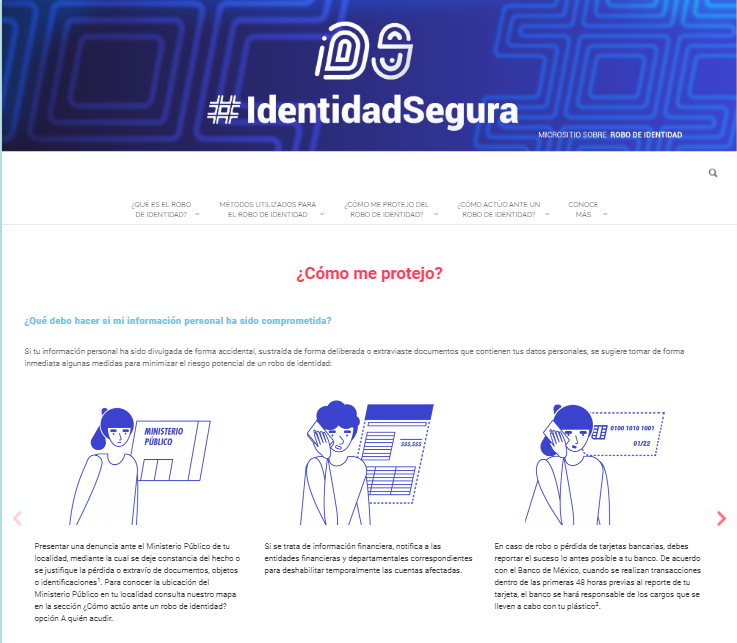 iDS
# IdentidadSegura
MICROSITIO SOBRE ROBO DE IDENTIDAD
¿QUÉ ES EL ROBO
DE IDENTIDAD?
MÉTODOS UTILIZADOS PARA
EL ROBO DE IDENTIDAD
¿CÓMO ME PROTEJO DEL
ROBO DE IDENTIDAD?
¿CÓMO ACTÚO ANTE UN
ROBO DE IDENTIDAD?
CONOCE
MÁS
¿Cómo me protejo?
¿Qué debo hacer si mi información personal ha sido comprometida?
Si tu información personal ha sido divulgada de forma accidental, sustraída de forma deliberada o extraviaste documentos que contienen tus datos personales, se sugiere tomar de forma
inmediata algunas medidas para minimizar el riesgo potencial de un robo de identidad:
MINISTERIO
PÚBLICO
$$$,$$$
0100 1010 1001
01/22
Presentar una denuncia ante el Ministerio Público de tu
localidad, mediante la cual se deje constancia del hecho o
se justifique la pérdida o extravío de documentos, objetos
o identificaciones¹. Para conocer la ubicación del
Ministerio Público en tu localidad consulta nuestro mapa
en la sección ¿Cómo actúo ante un robo de identidad?
opción A quién acudir.
Si se trata de información financiera, notifica a las
entidades financieras y departamentales correspondientes
para deshabilitar temporalmente las cuentas afectadas.
En caso de robo o pérdida de tarjetas bancarias, debes
reportar el suceso lo antes posible a tu banco. De acuerdo
con el Banco de México, cuando se realizan transacciones
dentro de las primeras 48 horas previas al reporte de tu
tarjeta, el banco se hará responsable de los cargos que se
lleven a cabo con tu plástico².